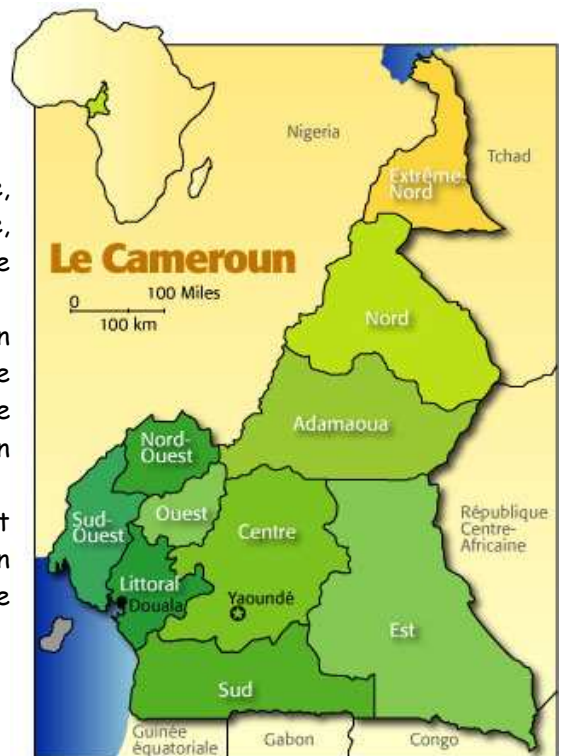 Nigeria
Tchad
Extrême-
Nord
Le Cameroun
0
100 Miles
100 km
Nord
Adamaoua
Nord-
Ouest
Ouest
Sud-
Ouest
Centre
République
Centre-
Africaine
Littoral
Douala
Yaoundé
Est
Sud
Guinée
équatoriale
Gabon
Congo